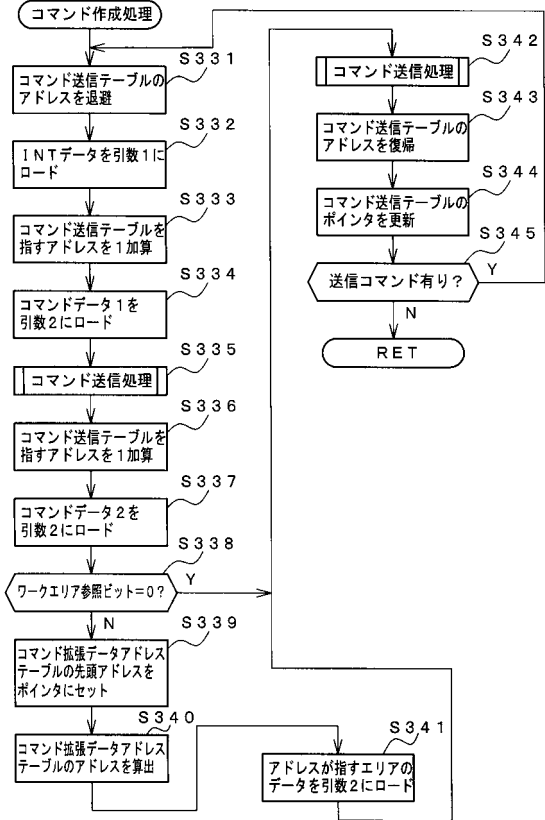 コマンド作成処理
S331
コマンド送信テーブルの
アドレスを退避
S332
INTデータを引数1に
ロード
S333
コマンド送信テーブルを
指すアドレスを1加算
S334
コマンドデータ1を
引数2にロード
S335
コマンド送信処理
S336
コマンド送信テーブルを
指すアドレスを1加算
S337
コマンドデータ2を
引数2にロード
S338
ワークエリア参照ビット=0?
Y
N
S339
コマンド拡張データアドレス
テーブルの先頭アドレスを
ポインタにセット
S340
コマンド拡張データアドレス
テーブルのアドレスを算出
S341
アドレスが指すエリアの
データを引数2にロード
S342
コマンド送信処理
S343
コマンド送信テーブルの
アドレスを復帰
S344
コマンド送信テーブルの
ポインタを更新
S345
送信コマンド有り?
Y
N
RET